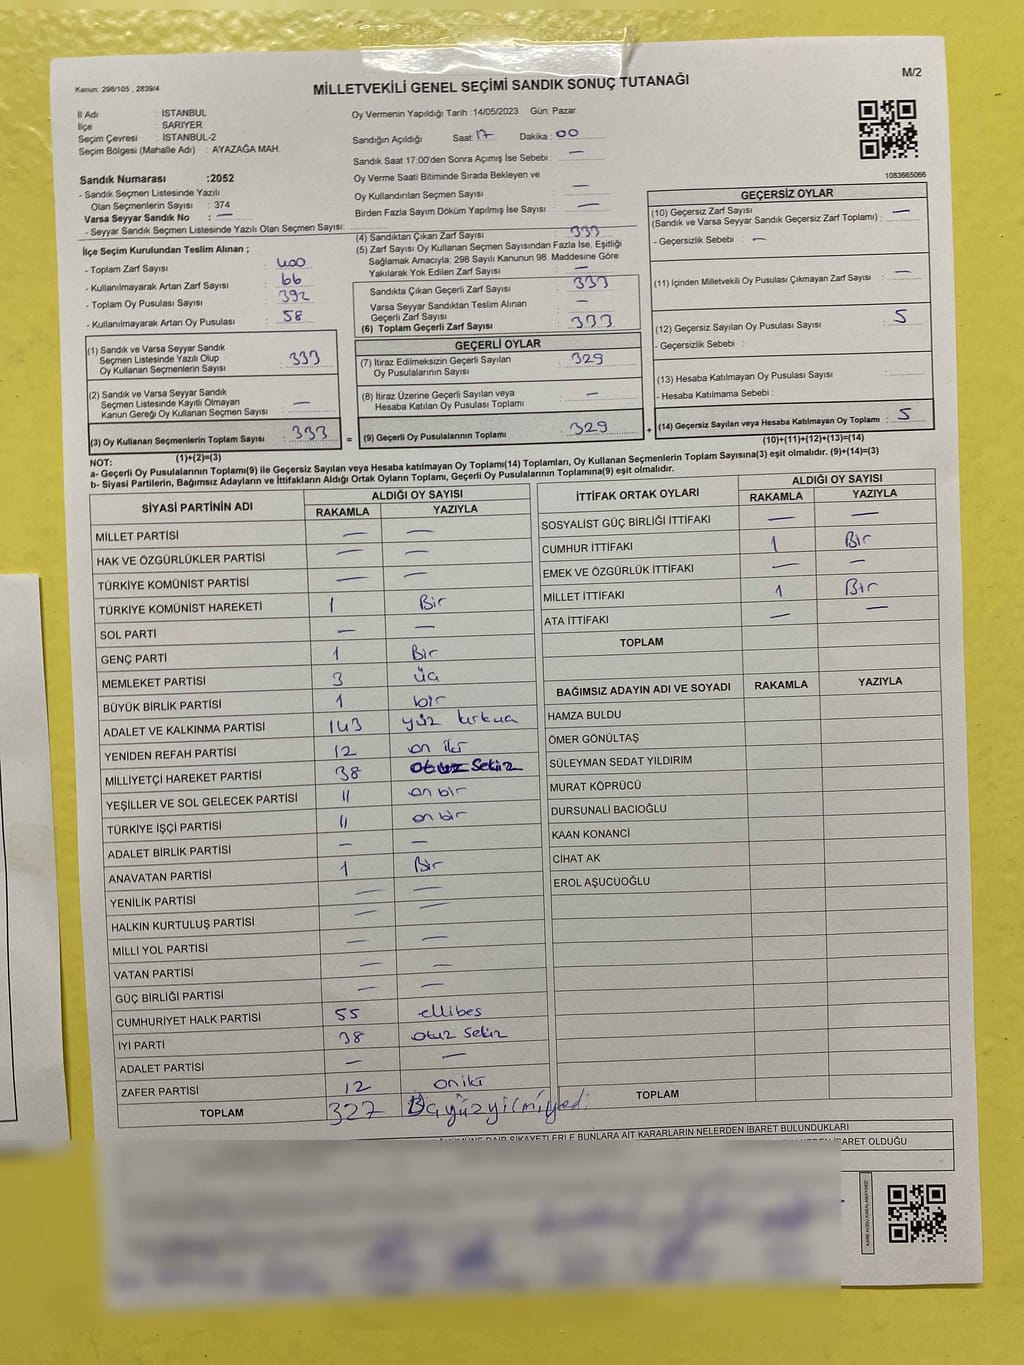 Kanun: 298/105 , 2839/4
MİLLETVEKİLİ GENEL SEÇİMİ SANDIK SONUÇ TUTANAĞI
M/2
İl Adı : İSTANBUL
İlçe : SARIYER
Seçim Çevresi : İSTANBUL-2
Seçim Bölgesi (Mahalle Adı) : AYAZAĞA MAH.
Oy Vermenin Yapıldığı Tarih :14/05/2023 Gün: Pazar
Sandığın Açıldığı Saat: 17 Dakika : 00
Sandık Saat 17:00'den Sonra Açımış İse Sebebi : —
Oy Verme Saati Bitiminde Sırada Bekleyen ve
Oy Kullandırılan Seçmen Sayısı : —
Birden Fazla Sayım Döküm Yapılmış İse Sayısı : —
1083665066
Sandık Numarası :2052
- Sandık Seçmen Listesinde Yazılı
Olan Seçmenlerin Sayısı : 374
Varsa Seyyar Sandık No : —
- Seyyar Sandık Seçmen Listesinde Yazılı Olan Seçmen Sayısı:
İlçe Seçim Kurulundan Teslim Alınan ;
- Toplam Zarf Sayısı : 400
- Kullanılmayarak Artan Zarf Sayısı : 66
- Toplam Oy Pusulası Sayısı : 392
- Kullanılmayarak Artan Oy Pusulası : 58
(4) Sandıktan Çıkan Zarf Sayısı : 333
(5) Zarf Sayısı Oy Kullanan Seçmen Sayısından Fazla İse, Eşitliği
Sağlamak Amacıyla; 298 Sayılı Kanunun 98. Maddesine Göre
Yakılarak Yok Edilen Zarf Sayısı : —
Sandıkta Çıkan Geçerli Zarf Sayısı : 333
Varsa Seyyar Sandıktan Teslim Alınan
Geçerli Zarf Sayısı : —
(6) Toplam Geçerli Zarf Sayısı : 333
GEÇERSİZ OYLAR
(10) Geçersiz Zarf Sayısı
(Sandık ve Varsa Seyyar Sandık Geçersiz Zarf Toplamı) : —
- Geçersizlik Sebebi : —
(11) İçinden Milletvekili Oy Pusulası Çıkmayan Zarf Sayısı : —
(12) Geçersiz Sayılan Oy Pusulası Sayısı : 5
- Geçersizlik Sebebi :
(13) Hesaba Katılmayan Oy Pusulası Sayısı :
- Hesaba Katılmama Sebebi :
(14) Geçersiz Sayılan veya Hesaba Katılmayan Oy Toplamı : 5
(10)+(11)+(12)+(13)=(14)
(1) Sandık ve Varsa Seyyar Sandık
Seçmen Listesinde Yazılı Olup
Oy Kullanan Seçmenlerin Sayısı : 333
(2) Sandık ve Varsa Seyyar Sandık
Seçmen Listesinde Kayıtlı Olmayan
Kanun Gereği Oy Kullanan Seçmen Sayısı : —
(3) Oy Kullanan Seçmenlerin Toplam Sayısı : 333 =
(1)+(2)=(3)
GEÇERLİ OYLAR
(7) İtiraz Edilmeksizin Geçerli Sayılan
Oy Pusulalarının Sayısı : 329
(8) İtiraz Üzerine Geçerli Sayılan veya
Hesaba Katılan Oy Pusulası Toplamı : —
(9) Geçerli Oy Pusulalarının Toplamı : 329 +
NOT:
a- Geçerli Oy Pusulalarının Toplamı(9) ile Geçersiz Sayılan veya Hesaba katılmayan Oy Toplamı(14) Toplamları, Oy Kullanan Seçmenlerin Toplam Sayısına(3) eşit olmalıdır. (9)+(14)=(3)
b- Siyasi Partilerin, Bağımsız Adayların ve İttifakların Aldığı Ortak Oyların Toplamı, Geçerli Oy Pusulalarının Toplamına(9) eşit olmalıdır.
SİYASİ PARTİNİN ADI ALDIĞI OY SAYISI
RAKAMLA YAZIYLA
MİLLET PARTİSİ — —
HAK VE ÖZGÜRLÜKLER PARTİSİ — —
TÜRKİYE KOMÜNİST PARTİSİ — —
TÜRKİYE KOMÜNİST HAREKETİ 1 Bir
SOL PARTİ — —
GENÇ PARTİ 1 Bir
MEMLEKET PARTİSİ 3 üç
BÜYÜK BİRLİK PARTİSİ 1 bir
ADALET VE KALKINMA PARTİSİ 143 yüz kırküç
YENİDEN REFAH PARTİSİ 12 on iki
MİLLİYETÇİ HAREKET PARTİSİ 38 otuz sekiz
YEŞİLLER VE SOL GELECEK PARTİSİ 11 on bir
TÜRKİYE İŞÇİ PARTİSİ 11 on bir
ADALET BİRLİK PARTİSİ — —
ANAVATAN PARTİSİ 1 Bir
YENİLİK PARTİSİ — —
HALKIN KURTULUŞ PARTİSİ — —
MİLLİ YOL PARTİSİ — —
VATAN PARTİSİ — —
GÜÇ BİRLİĞİ PARTİSİ — —
CUMHURİYET HALK PARTİSİ 55 ellibeş
İYİ PARTİ 38 otuz sekiz
ADALET PARTİSİ — —
ZAFER PARTİSİ 12 oniki
TOPLAM 327 Üçyüzyirmiyedi
İTTİFAK ORTAK OYLARI ALDIĞI OY SAYISI
RAKAMLA YAZIYLA
SOSYALİST GÜÇ BİRLİĞİ İTTİFAKI — —
CUMHUR İTTİFAKI 1 Bir
EMEK VE ÖZGÜRLÜK İTTİFAKI — —
MİLLET İTTİFAKI 1 Bir
ATA İTTİFAKI — —
TOPLAM
BAĞIMSIZ ADAYIN ADI VE SOYADI RAKAMLA YAZIYLA
HAMZA BULDU
ÖMER GÖNÜLTAŞ
SÜLEYMAN SEDAT YILDIRIM
MURAT KÖPRÜCÜ
DURSUNALİ BACIOĞLU
KAAN KONANCİ
CİHAT AK
EROL AŞUCUOĞLU
TOPLAM
DAİR ŞİKAYETLERLE BUNLARA AİT KARARLARIN NELERDEN İBARET BULUNDUKLARI
İBARET OLDUĞU